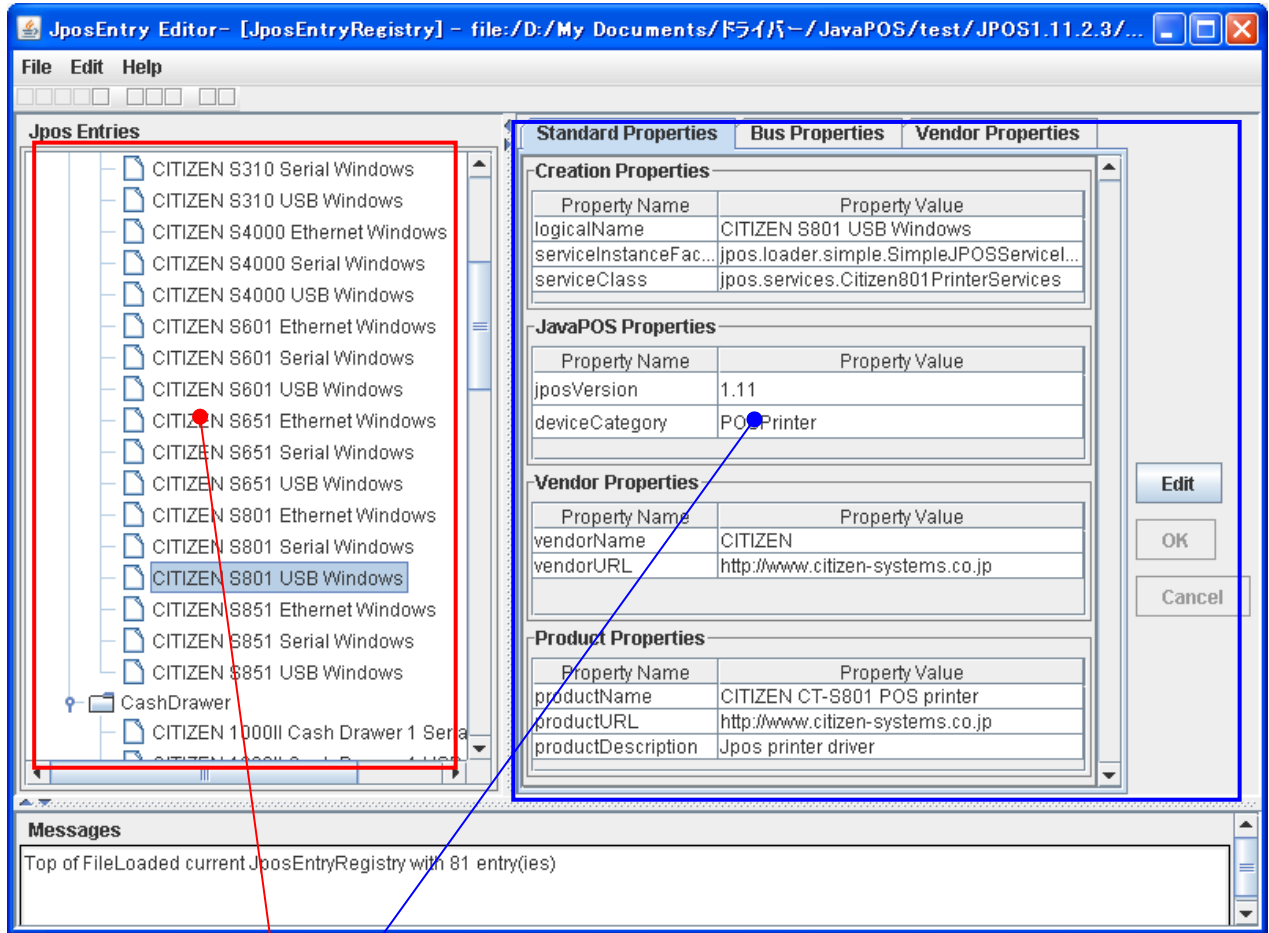 JposEntry Editor- [JposEntryRegistry] - file:/D:/My Documents/ドライバー/JavaPOS/test/JPOS1.11.2.3/...
File Edit Help
Jpos Entries
CITIZEN S310 Serial Windows
CITIZEN S310 USB Windows
CITIZEN S4000 Ethernet Windows
CITIZEN S4000 Serial Windows
CITIZEN S4000 USB Windows
CITIZEN S601 Ethernet Windows
CITIZEN S601 Serial Windows
CITIZEN S601 USB Windows
CITIZEN S651 Ethernet Windows
CITIZEN S651 Serial Windows
CITIZEN S651 USB Windows
CITIZEN S801 Ethernet Windows
CITIZEN S801 Serial Windows
CITIZEN S801 USB Windows
CITIZEN S851 Ethernet Windows
CITIZEN S851 Serial Windows
CITIZEN S851 USB Windows
CashDrawer
CITIZEN 1000II Cash Drawer 1 Seria
Standard Properties Bus Properties Vendor Properties
Creation Properties
Property Name Property Value
logicalName CITIZEN S801 USB Windows
serviceInstanceFac... jpos.loader.simple.SimpleJPOSServiceI...
serviceClass jpos.services.Citizen801PrinterServices
JavaPOS Properties
Property Name Property Value
jposVersion 1.11
deviceCategory POSPrinter
Vendor Properties
Property Name Property Value
vendorName CITIZEN
vendorURL http://www.citizen-systems.co.jp
Product Properties
Property Name Property Value
productName CITIZEN CT-S801 POS printer
productURL http://www.citizen-systems.co.jp
productDescription Jpos printer driver
Edit
OK
Cancel
Messages
Top of FileLoaded current JposEntryRegistry with 81 entry(ies)